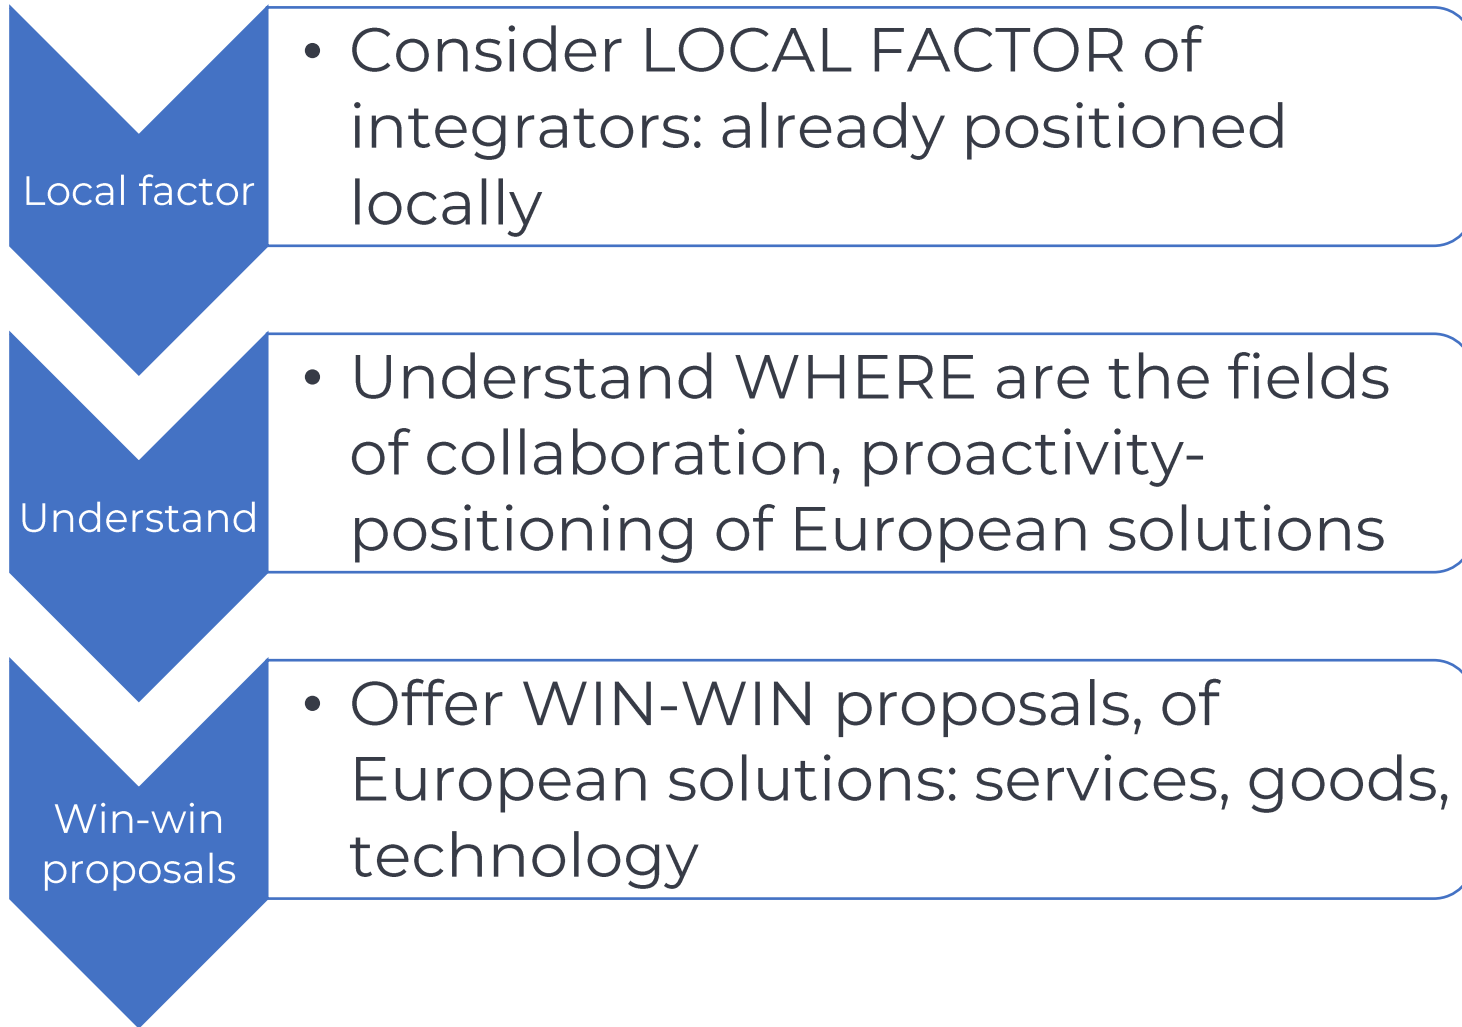 Local factor
• Consider LOCAL FACTOR of
integrators: already positioned
locally
Understand
• Understand WHERE are the fields
of collaboration, proactivity-
positioning of European solutions
Win-win
proposals
• Offer WIN-WIN proposals, of
European solutions: services, goods,
technology